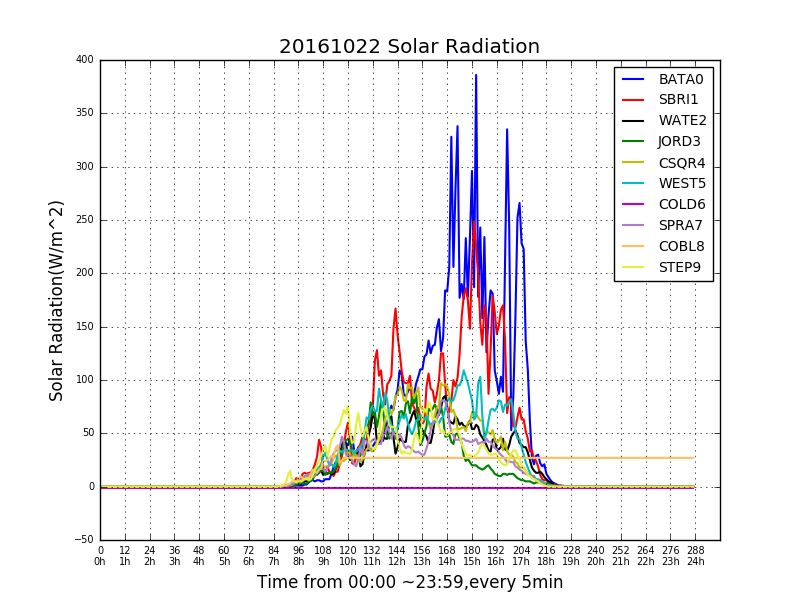 20161022 Solar Radiation
400
350
300
250
200
150
100
50
0
−50
Solar Radiation(W/m^2)
BATA0
SBRI1
WATE2
JORD3
CSQR4
WEST5
COLD6
SPRA7
COBL8
STEP9
0 12 24 36 48 60 72 84 96 108 120 132 144 156 168 180 192 204 216 228 240 252 264 276 288
0h 1h 2h 3h 4h 5h 6h 7h 8h 9h 10h 11h 12h 13h 14h 15h 16h 17h 18h 19h 20h 21h 22h 23h 24h
Time from 00:00 ~23:59,every 5min